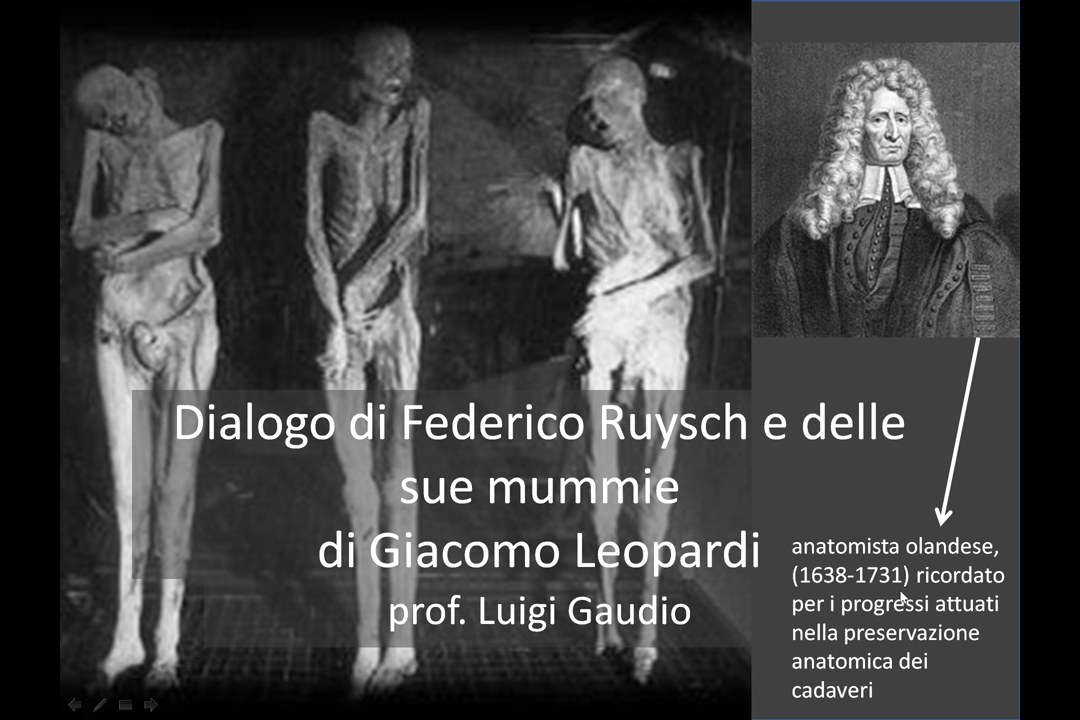 Dialogo di Federico Ruysch e delle
sue mummie
di Giacomo Leopardi
prof. Luigi Gaudio
anatomista olandese,
(1638-1731) ricordato
per i progressi attuati
nella preservazione
anatomica dei
cadaveri